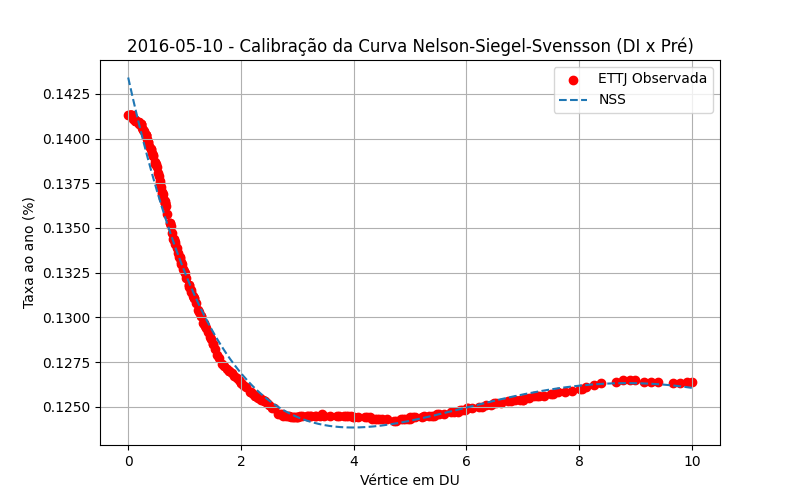 2016-05-10 - Calibração da Curva Nelson-Siegel-Svensson (DI x Pré)
ETTJ Observada
NSS
0.1425
0.1400
0.1375
0.1350
0.1325
0.1300
0.1275
0.1250
Taxa ao ano (%)
0 2 4 6 8 10
Vértice em DU